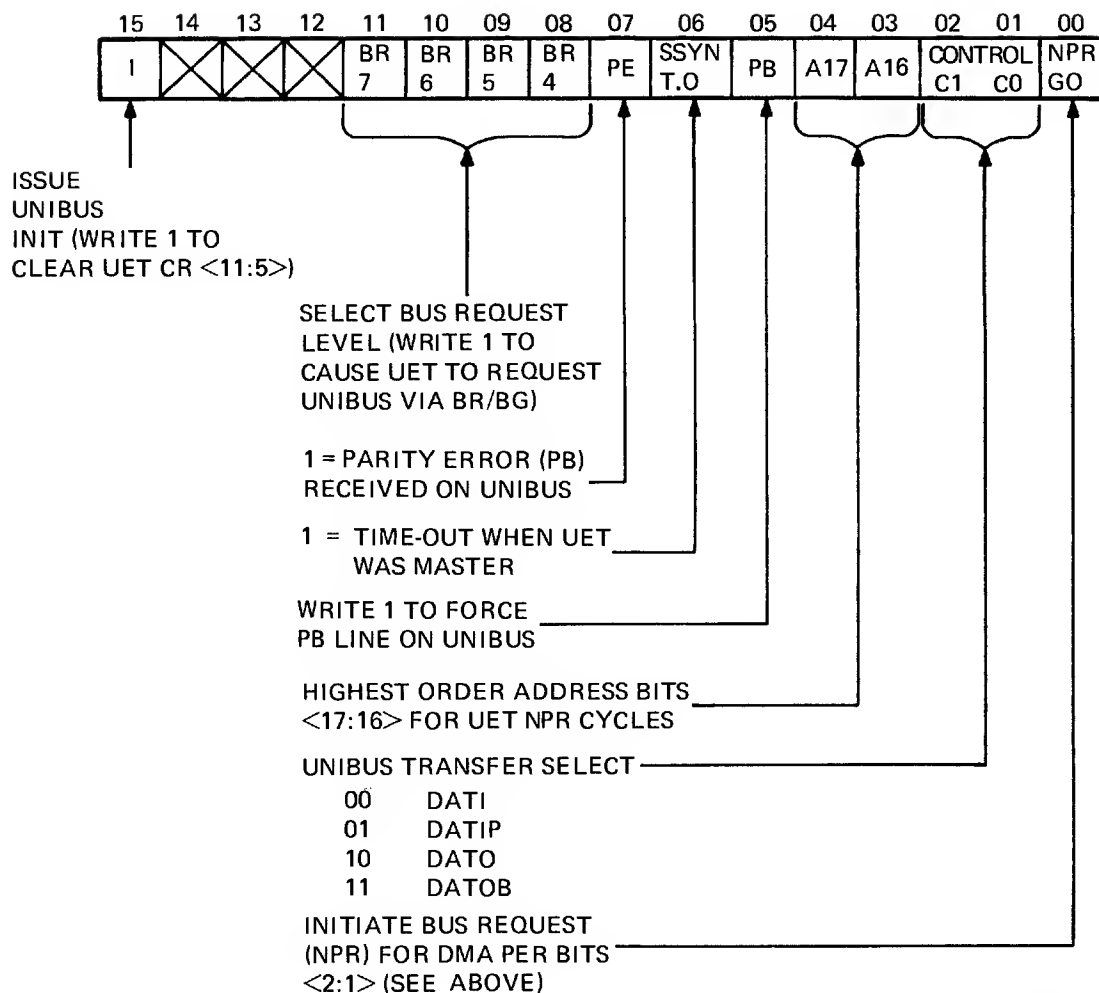 15 14 13 12 11 10 09 08 07 06 05 04 03 02 01 00
I BR 7 BR 6 BR 5 BR 4 PE SSYN T.O PB A17 A16 CONTROL C1 C0 NPR GO
ISSUE
UNIBUS
INIT (WRITE 1 TO
CLEAR UET CR <11:5>)
SELECT BUS REQUEST
LEVEL (WRITE 1 TO
CAUSE UET TO REQUEST
UNIBUS VIA BR/BG)
1 = PARITY ERROR (PB)
RECEIVED ON UNIBUS
1 = TIME-OUT WHEN UET
WAS MASTER
WRITE 1 TO FORCE
PB LINE ON UNIBUS
HIGHEST ORDER ADDRESS BITS
<17:16> FOR UET NPR CYCLES
UNIBUS TRANSFER SELECT
00 DATI
01 DATIP
10 DATO
11 DATOB
INITIATE BUS REQUEST
(NPR) FOR DMA PER BITS
<2:1> (SEE ABOVE)